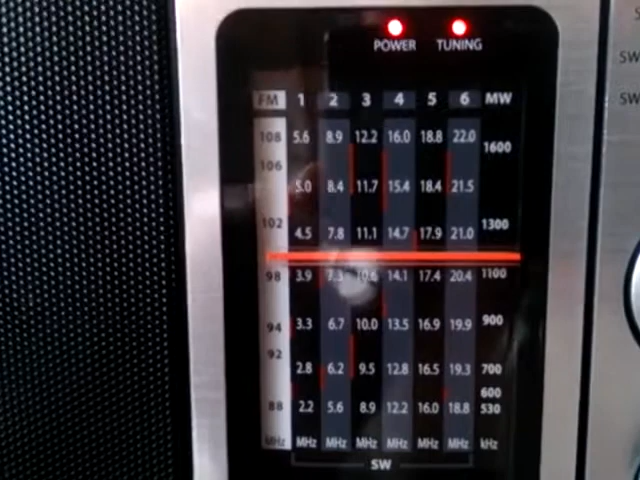 POWER TUNING
FM 1 2 3 4 5 6 MW
108 5.6 8.9 12.2 16.0 18.8 22.0
1600
106
5.0 8.4 11.7 15.4 18.4 21.5
102 1300
4.5 7.8 11.1 14.7 17.9 21.0
98 3.9 7.3 10.6 14.1 17.4 20.4 1100
94 3.3 6.7 10.0 13.5 16.9 19.9 900
92
2.8 6.2 9.5 12.8 16.5 19.3 700
600
88 2.2 5.6 8.9 12.2 16.0 18.8 530
MHz MHz MHz MHz MHz MHz MHz kHz
SW
SW
SW